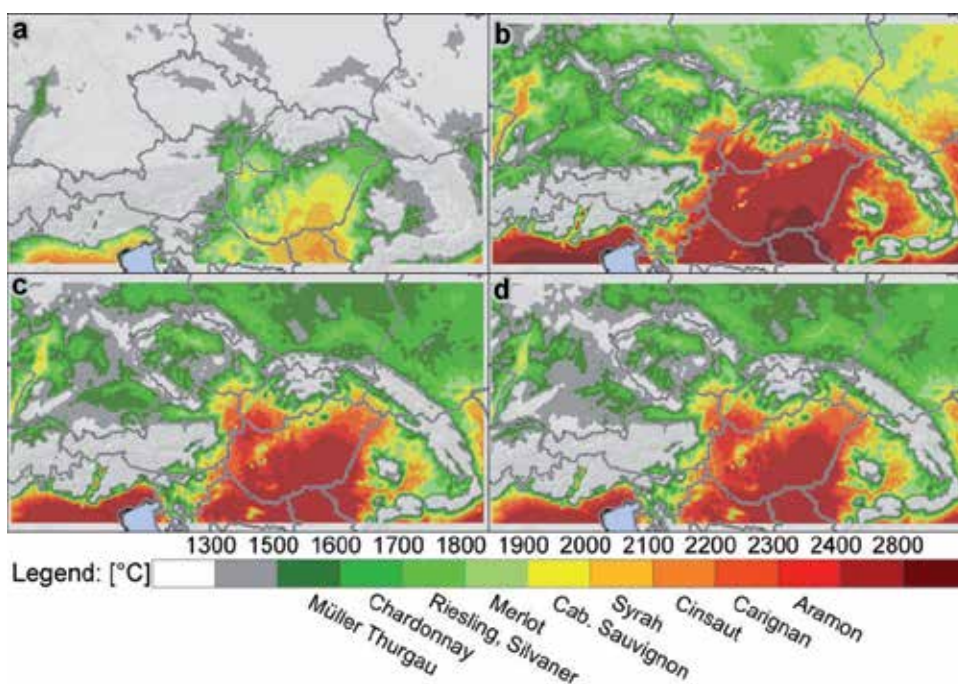 a
b
c
d
1300 1500 1600 1700 1800 1900 2000 2100 2200 2300 2400 2800
Legend: [°C]
Müller Thurgau
Chardonnay
Riesling, Silvaner
Merlot
Cab. Sauvignon
Syrah
Cinsaut
Carignan
Aramon